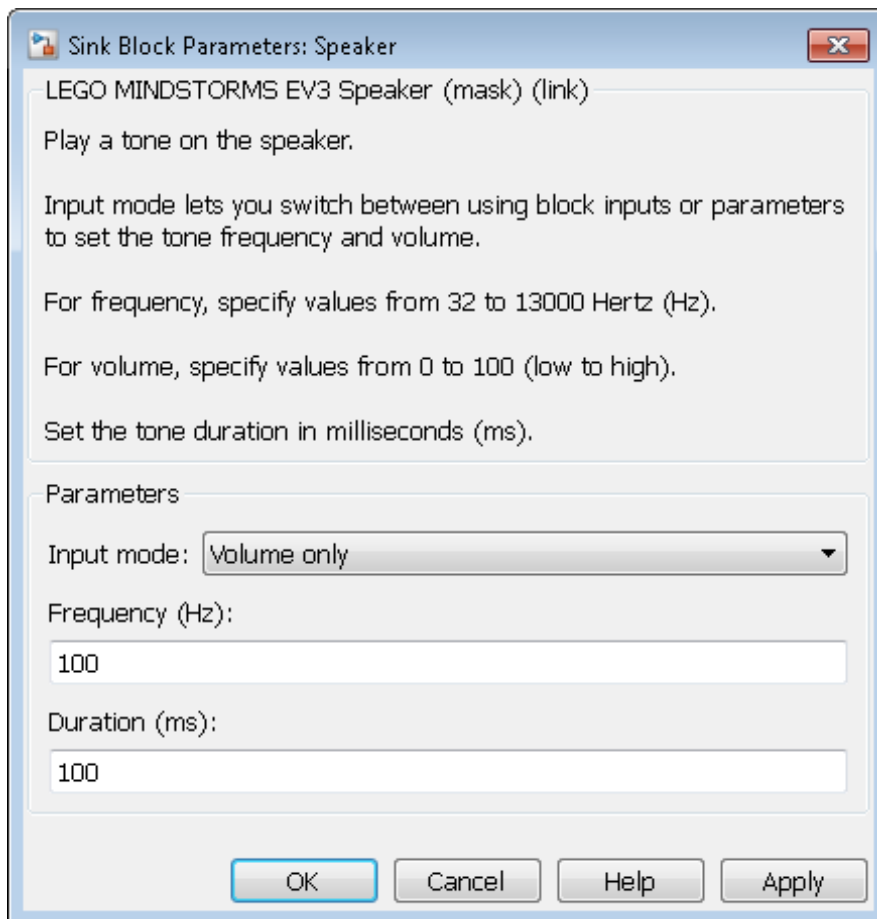 Sink Block Parameters: Speaker
LEGO MINDSTORMS EV3 Speaker (mask) (link)
Play a tone on the speaker.
Input mode lets you switch between using block inputs or parameters
to set the tone frequency and volume.
For frequency, specify values from 32 to 13000 Hertz (Hz).
For volume, specify values from 0 to 100 (low to high).
Set the tone duration in milliseconds (ms).
Parameters
Input mode: Volume only
Frequency (Hz):
100
Duration (ms):
100
OK Cancel Help Apply